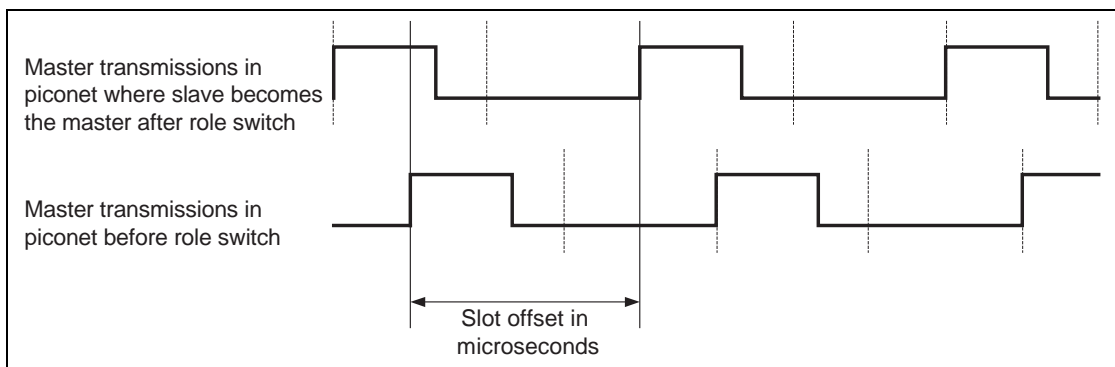 Master transmissions in
piconet where slave becomes
the master after role switch
Master transmissions in
piconet before role switch
Slot offset in
microseconds